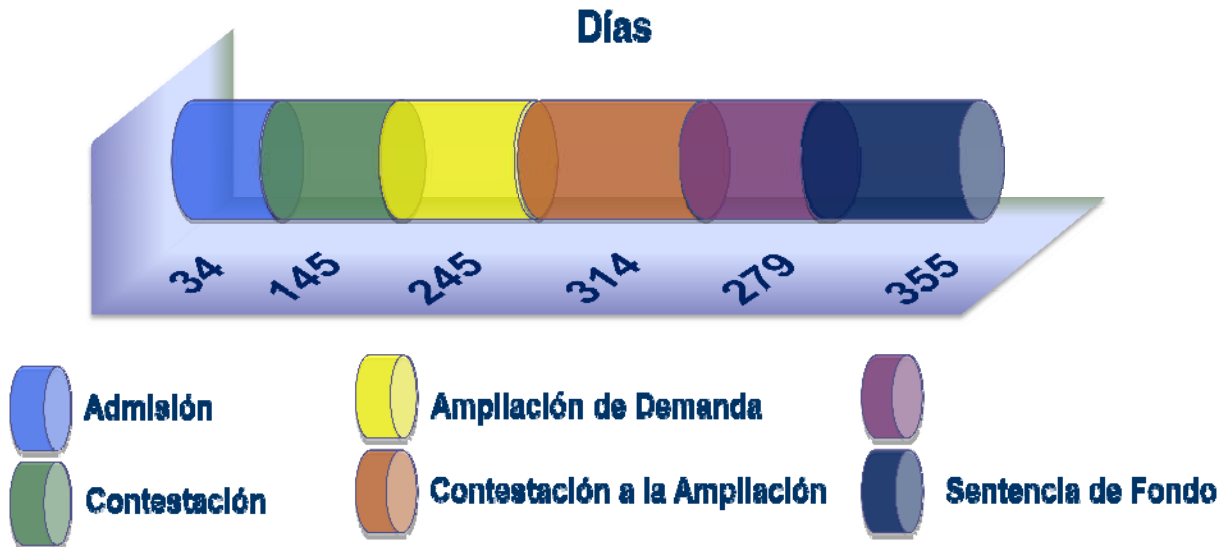 Días
34
145
245
314
279
355
Admisión
Ampliación de Demanda
Contestación
Contestación a la Ampliación
Sentencia de Fondo